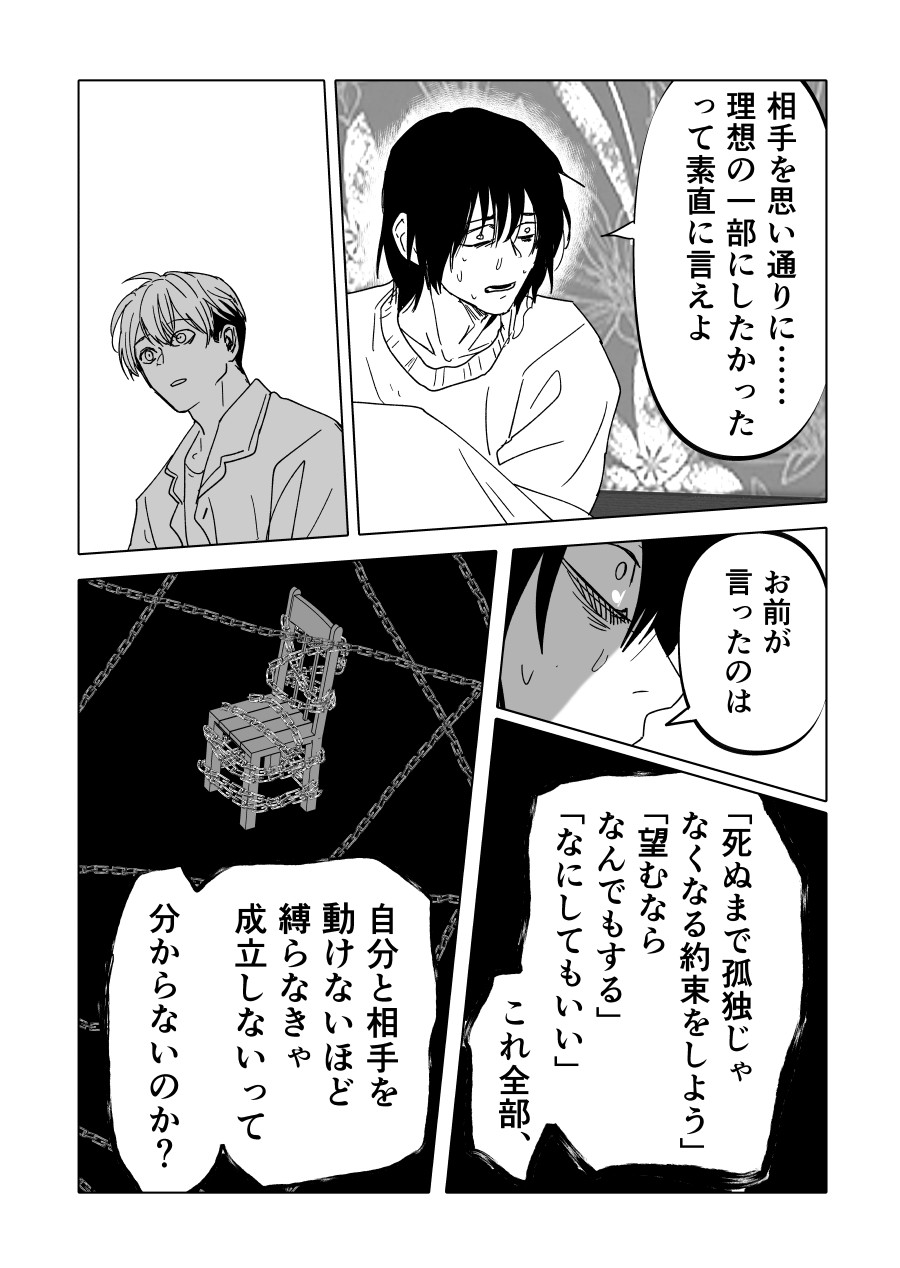 相手を思い通りに……
理想の一部にしたかった
って素直に言えよ
お前が
言ったのは
「死ぬまで孤独じゃ
なくなる約束をしよう」
「望むなら
なんでもする」
「なにしてもいい」
これ全部、
自分と相手を
動けないほど
縛らなきゃ
成立しないって
分からないのか？